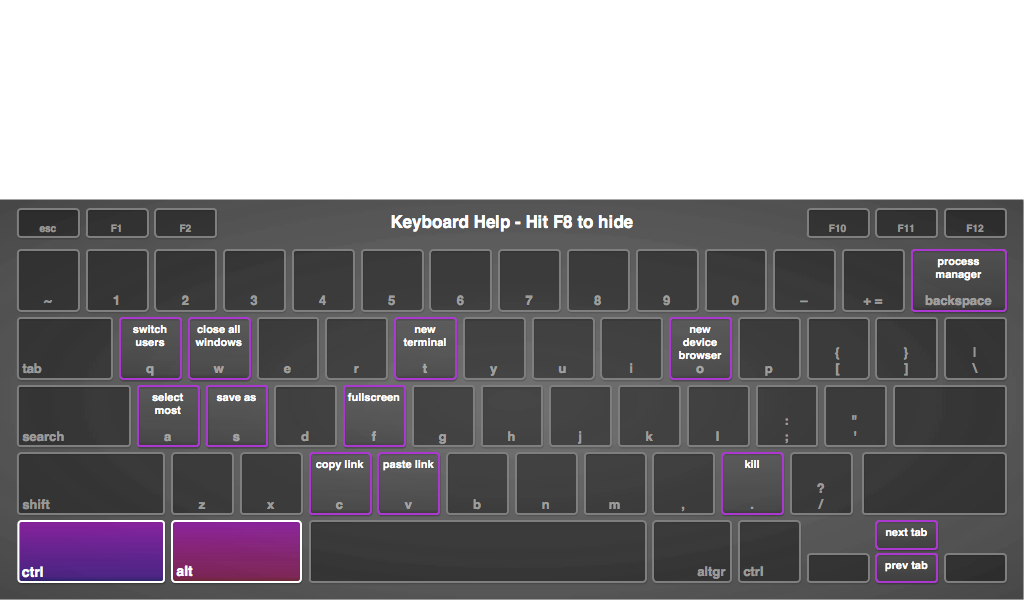 Keyboard Help - Hit F8 to hide
esc
F1
F2
F10
F11
F12
~
1
2
3
4
5
6
7
8
9
0
–
+ =
process
manager
backspace
tab
switch
users
q
close all
windows
w
e
r
new
terminal
t
y
u
i
new
device
browser
o
p
{
[
}
]
|
\
search
select
most
a
save as
s
d
fullscreen
f
g
h
j
k
l
:
;
"
'
shift
z
x
copy link
c
paste link
v
b
n
m
,
kill
.
?
/
ctrl
alt
altgr
ctrl
next tab
prev tab